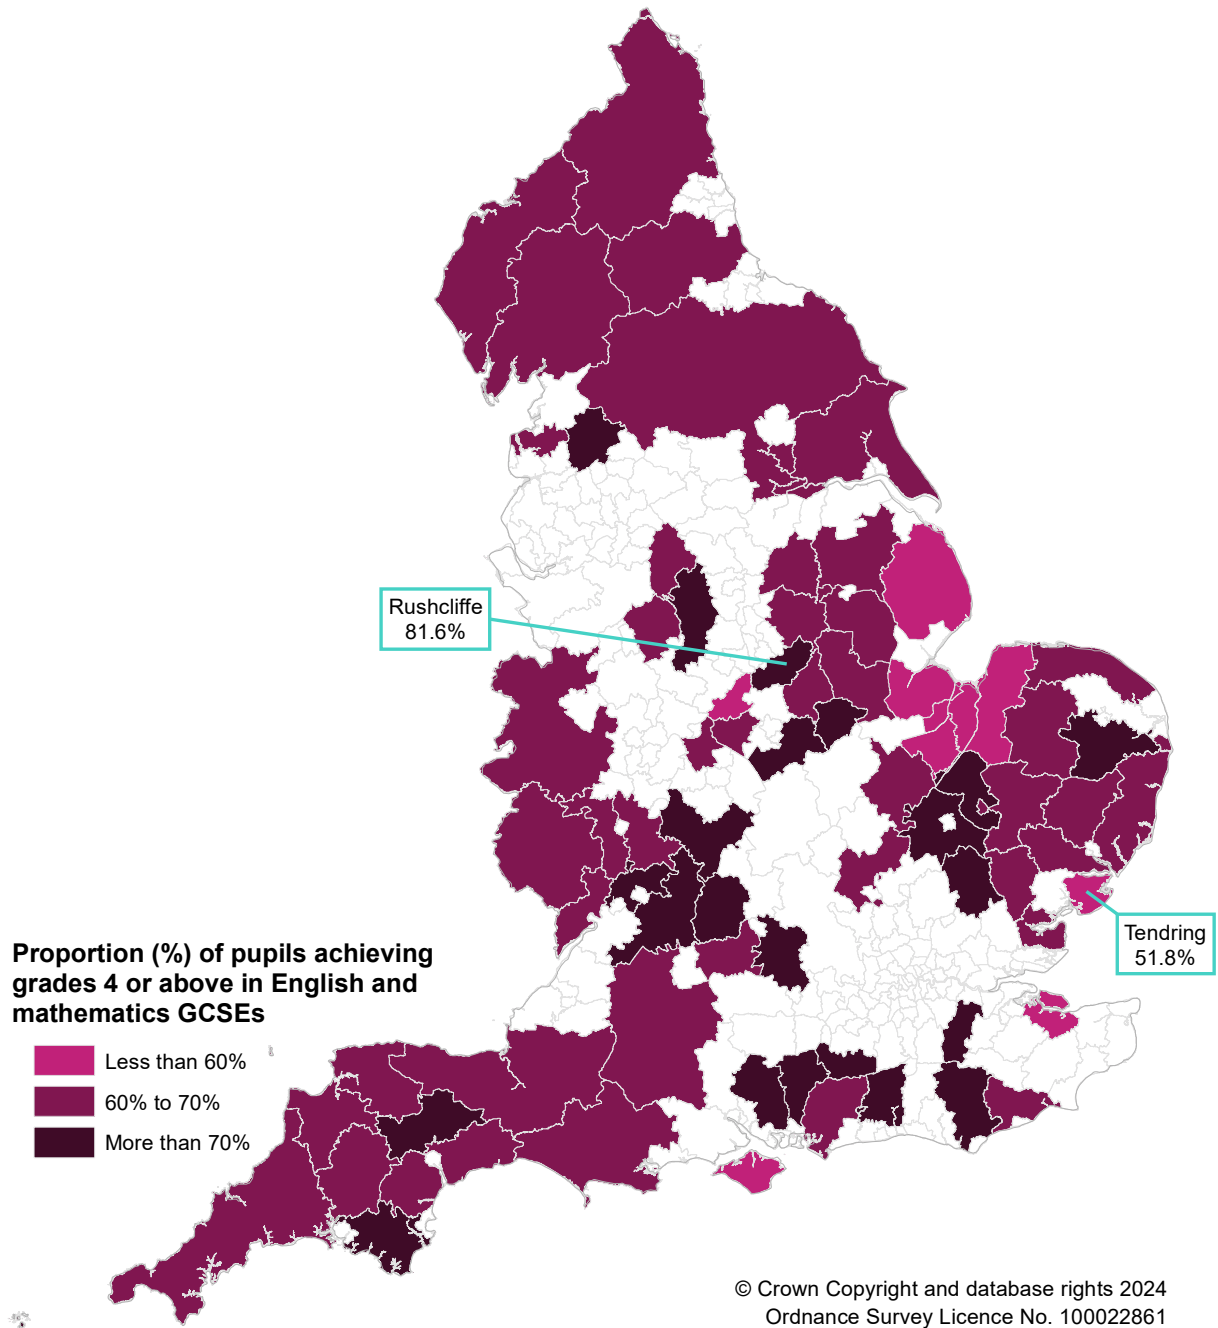 Rushcliffe
81.6%
Tendring
51.8%
Proportion (%) of pupils achieving
grades 4 or above in English and
mathematics GCSEs
Less than 60%
60% to 70%
More than 70%
© Crown Copyright and database rights 2024
Ordnance Survey Licence No. 100022861